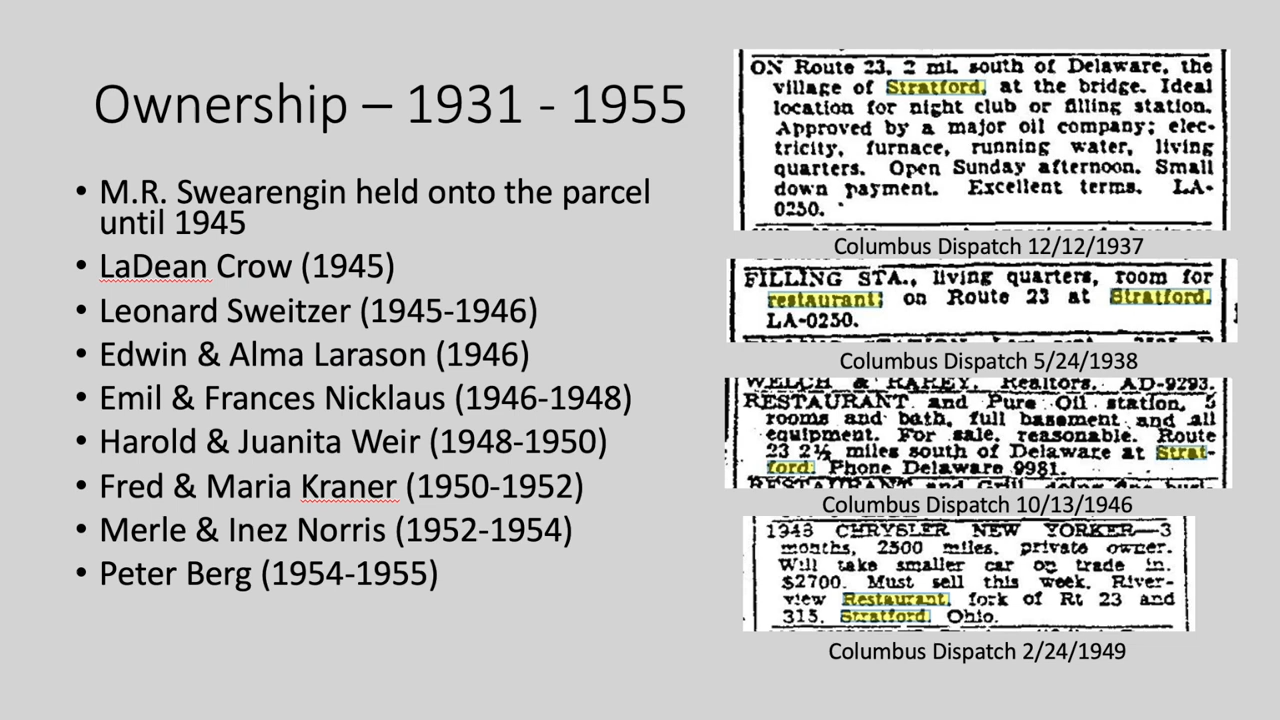 Ownership – 1931 - 1955
• M.R. Swearengin held onto the parcel
until 1945
• LaDean Crow (1945)
• Leonard Sweitzer (1945-1946)
• Edwin & Alma Larason (1946)
• Emil & Frances Nicklaus (1946-1948)
• Harold & Juanita Weir (1948-1950)
• Fred & Maria Kraner (1950-1952)
• Merle & Inez Norris (1952-1954)
• Peter Berg (1954-1955)
ON Route 23, 2 mi. south of Delaware, the
village of Stratford, at the bridge. Ideal
location for night club or filling station.
Approved by a major oil company; elec-
tricity, furnace, running water, living
quarters. Open Sunday afternoon. Small
down payment. Excellent terms. LA-
0250.
Columbus Dispatch 12/12/1937
FILLING STA., living quarters, room for
restaurant; on Route 23 at Stratford.
LA-0250.
Columbus Dispatch 5/24/1938
WELCH & RAREY, Realtors. AD-9293.
RESTAURANT and Pure Oil station, 5
rooms and bath, full basement and all
equipment. For sale, reasonable. Route
23 2½ miles south of Delaware at Strat-
ford. Phone Delaware 9981.
RESTAURANT and Grill, doing fine
Columbus Dispatch 10/13/1946
1948 CHRYSLER NEW YORKER—3
months, 2500 miles, private owner.
Will take smaller car on trade in.
$2700. Must sell this week. River-
view Restaurant, fork of Rt 23 and
315. Stratford, Ohio.
Columbus Dispatch 2/24/1949